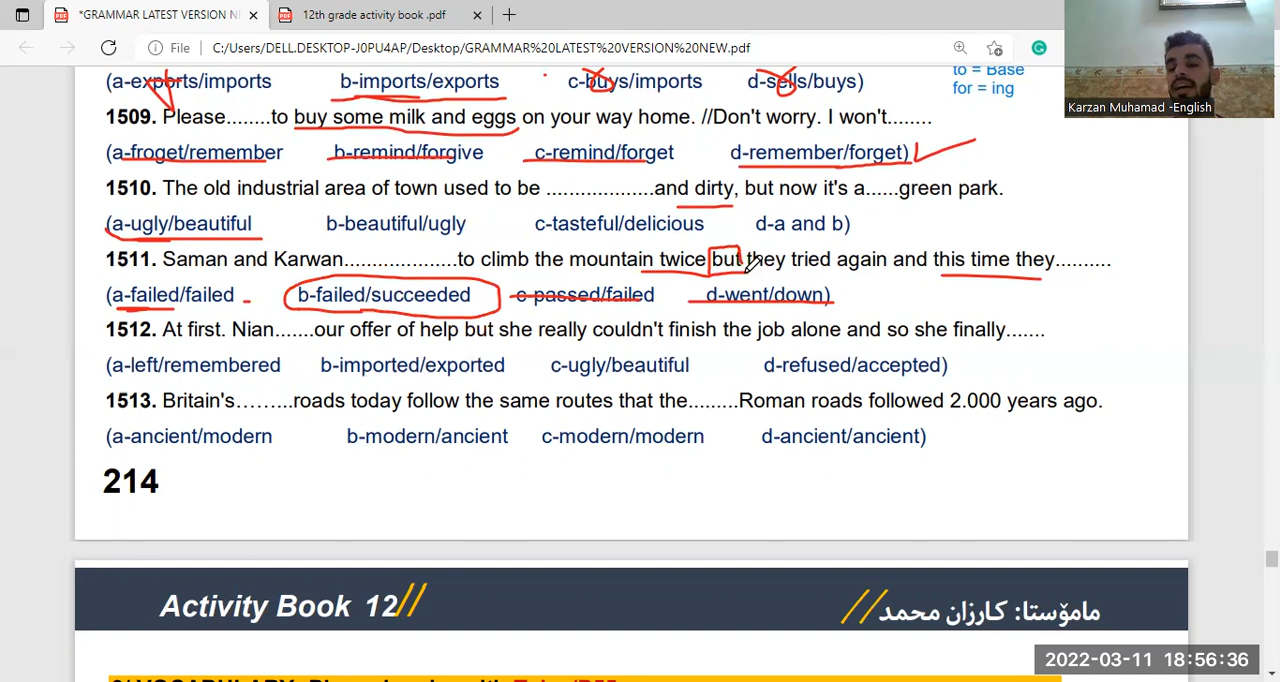 *GRAMMAR LATEST VERSION NE
12th grade activity book .pdf
File C:/Users/DELL.DESKTOP-J0PU4AP/Desktop/GRAMMAR%20LATEST%20VERSION%20NEW.pdf
Karzan Muhamad -English
to = Base
for = ing
(a-exports/imports b-imports/exports c-buys/imports d-sells/buys)
1509. Please........to buy some milk and eggs on your way home. //Don't worry. I won't........
(a-froget/remember b-remind/forgive c-remind/forget d-remember/forget)
1510. The old industrial area of town used to be ...................and dirty, but now it's a......green park.
(a-ugly/beautiful b-beautiful/ugly c-tasteful/delicious d-a and b)
1511. Saman and Karwan....................to climb the mountain twice but they tried again and this time they..........
(a-failed/failed b-failed/succeeded c-passed/failed d-went/down)
1512. At first. Nian.......our offer of help but she really couldn't finish the job alone and so she finally.......
(a-left/remembered b-imported/exported c-ugly/beautiful d-refused/accepted)
1513. Britain's.........roads today follow the same routes that the.........Roman roads followed 2.000 years ago.
(a-ancient/modern b-modern/ancient c-modern/modern d-ancient/ancient)
214
Activity Book 12// //مامۆستا: کارزان محمد
2022-03-11 18:56:36